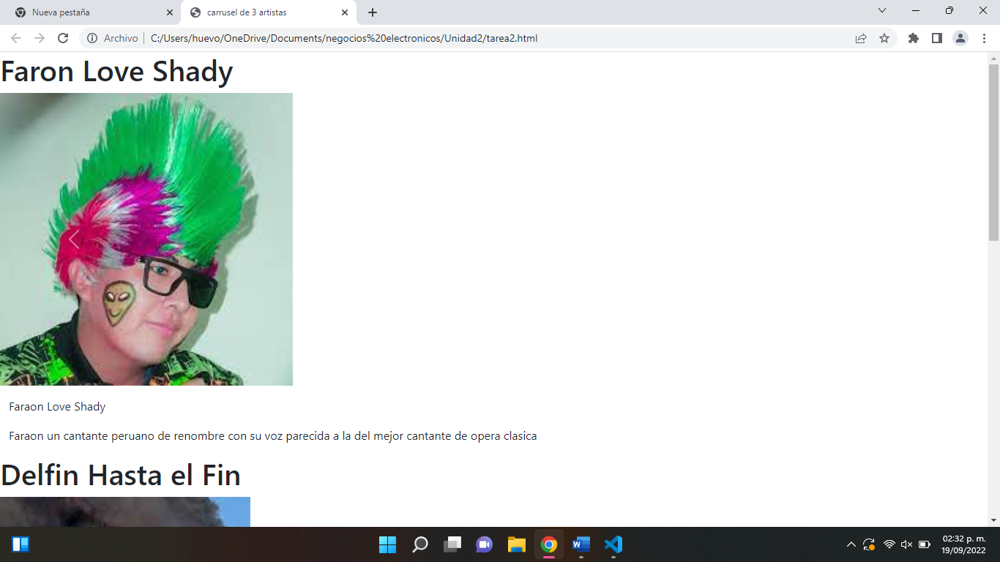 Nueva pestaña
carrusel de 3 artistas
Archivo
C:/Users/huevo/OneDrive/Documents/negocios%20electronicos/Unidad2/tarea2.html
Faron Love Shady
Faraon Love Shady
Faraon un cantante peruano de renombre con su voz parecida a la del mejor cantante de opera clasica
Delfin Hasta el Fin
02:32 p. m.
19/09/2022